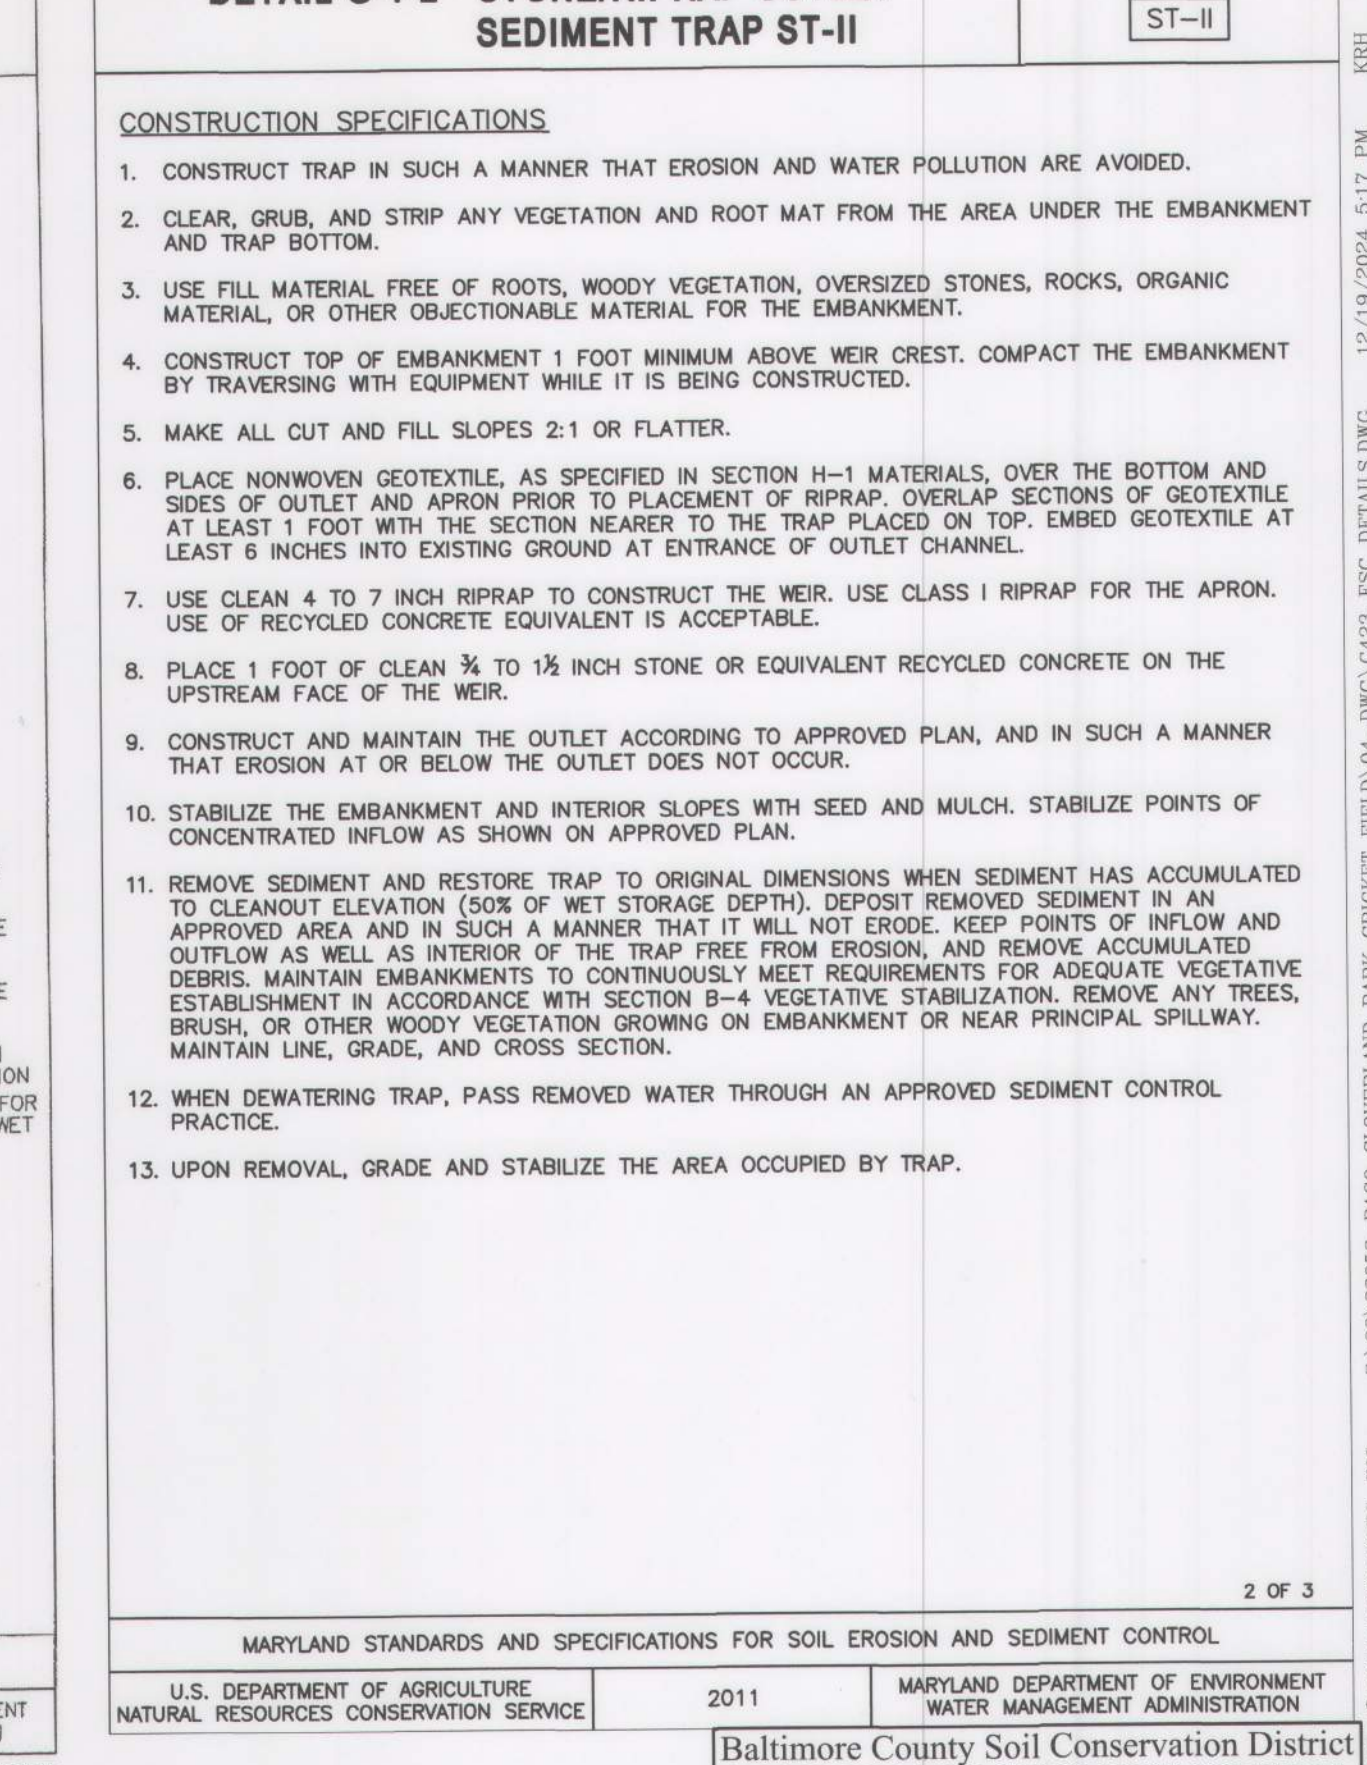 SEDIMENT TRAP ST-II
ST-II
CONSTRUCTION SPECIFICATIONS
1. CONSTRUCT TRAP IN SUCH A MANNER THAT EROSION AND WATER POLLUTION ARE AVOIDED.
2. CLEAR, GRUB, AND STRIP ANY VEGETATION AND ROOT MAT FROM THE AREA UNDER THE EMBANKMENT
AND TRAP BOTTOM.
3. USE FILL MATERIAL FREE OF ROOTS, WOODY VEGETATION, OVERSIZED STONES, ROCKS, ORGANIC
MATERIAL, OR OTHER OBJECTIONABLE MATERIAL FOR THE EMBANKMENT.
4. CONSTRUCT TOP OF EMBANKMENT 1 FOOT MINIMUM ABOVE WEIR CREST. COMPACT THE EMBANKMENT
BY TRAVERSING WITH EQUIPMENT WHILE IT IS BEING CONSTRUCTED.
5. MAKE ALL CUT AND FILL SLOPES 2:1 OR FLATTER.
6. PLACE NONWOVEN GEOTEXTILE, AS SPECIFIED IN SECTION H-1 MATERIALS, OVER THE BOTTOM AND
SIDES OF OUTLET AND APRON PRIOR TO PLACEMENT OF RIPRAP. OVERLAP SECTIONS OF GEOTEXTILE
AT LEAST 1 FOOT WITH THE SECTION NEARER TO THE TRAP PLACED ON TOP. EMBED GEOTEXTILE AT
LEAST 6 INCHES INTO EXISTING GROUND AT ENTRANCE OF OUTLET CHANNEL.
7. USE CLEAN 4 TO 7 INCH RIPRAP TO CONSTRUCT THE WEIR. USE CLASS I RIPRAP FOR THE APRON.
USE OF RECYCLED CONCRETE EQUIVALENT IS ACCEPTABLE.
8. PLACE 1 FOOT OF CLEAN ¾ TO 1½ INCH STONE OR EQUIVALENT RECYCLED CONCRETE ON THE
UPSTREAM FACE OF THE WEIR.
9. CONSTRUCT AND MAINTAIN THE OUTLET ACCORDING TO APPROVED PLAN, AND IN SUCH A MANNER
THAT EROSION AT OR BELOW THE OUTLET DOES NOT OCCUR.
10. STABILIZE THE EMBANKMENT AND INTERIOR SLOPES WITH SEED AND MULCH. STABILIZE POINTS OF
CONCENTRATED INFLOW AS SHOWN ON APPROVED PLAN.
11. REMOVE SEDIMENT AND RESTORE TRAP TO ORIGINAL DIMENSIONS WHEN SEDIMENT HAS ACCUMULATED
TO CLEANOUT ELEVATION (50% OF WET STORAGE DEPTH). DEPOSIT REMOVED SEDIMENT IN AN
APPROVED AREA AND IN SUCH A MANNER THAT IT WILL NOT ERODE. KEEP POINTS OF INFLOW AND
OUTFLOW AS WELL AS INTERIOR OF THE TRAP FREE FROM EROSION, AND REMOVE ACCUMULATED
DEBRIS. MAINTAIN EMBANKMENTS TO CONTINUOUSLY MEET REQUIREMENTS FOR ADEQUATE VEGETATIVE
ESTABLISHMENT IN ACCORDANCE WITH SECTION B-4 VEGETATIVE STABILIZATION. REMOVE ANY TREES,
BRUSH, OR OTHER WOODY VEGETATION GROWING ON EMBANKMENT OR NEAR PRINCIPAL SPILLWAY.
MAINTAIN LINE, GRADE, AND CROSS SECTION.
12. WHEN DEWATERING TRAP, PASS REMOVED WATER THROUGH AN APPROVED SEDIMENT CONTROL
PRACTICE.
13. UPON REMOVAL, GRADE AND STABILIZE THE AREA OCCUPIED BY TRAP.
2 OF 3
MARYLAND STANDARDS AND SPECIFICATIONS FOR SOIL EROSION AND SEDIMENT CONTROL
U.S. DEPARTMENT OF AGRICULTURE
NATURAL RESOURCES CONSERVATION SERVICE
2011
MARYLAND DEPARTMENT OF ENVIRONMENT
WATER MANAGEMENT ADMINISTRATION
Baltimore County Soil Conservation District
ION
FOR
WET
ENT
12/19/2024 5:17 PM KRH